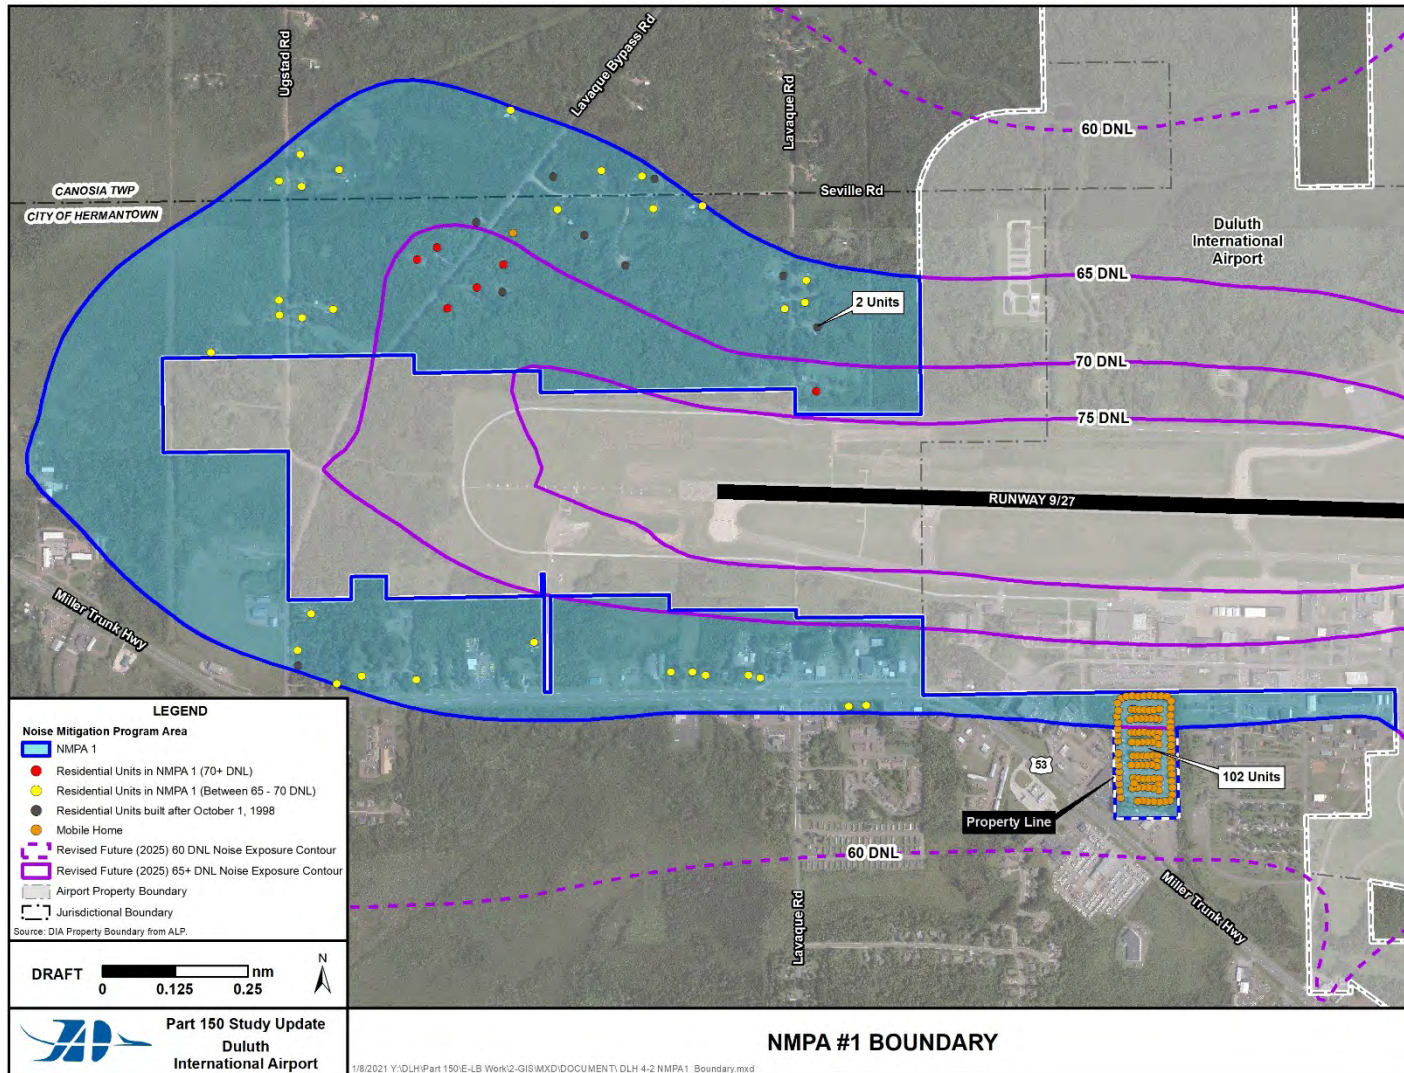 Ugstad Rd
Lavaque Bypass Rd
Lavaque Rd
60 DNL
CANOSIA TWP
CITY OF HERMANTOWN
Seville Rd
Duluth
International
Airport
65 DNL
2 Units
70 DNL
75 DNL
RUNWAY 9/27
Miller Trunk Hwy
53
102 Units
Property Line
60 DNL
Lavaque Rd
Miller Trunk Hwy
LEGEND
Noise Mitigation Program Area
NMPA 1
Residential Units in NMPA 1 (70+ DNL)
Residential Units in NMPA 1 (Between 65 - 70 DNL)
Residential Units built after October 1, 1998
Mobile Home
Revised Future (2025) 60 DNL Noise Exposure Contour
Revised Future (2025) 65+ DNL Noise Exposure Contour
Airport Property Boundary
Jurisdictional Boundary
Source: DIA Property Boundary from ALP.
DRAFT
nm
0 0.125 0.25
N
Part 150 Study Update
Duluth
International Airport
NMPA #1 BOUNDARY
1/8/2021 Y:\DLH\Part 150\E-LB Work\2-GIS\MXD\DOCUMENT\ DLH 4-2 NMPA1_Boundary.mxd